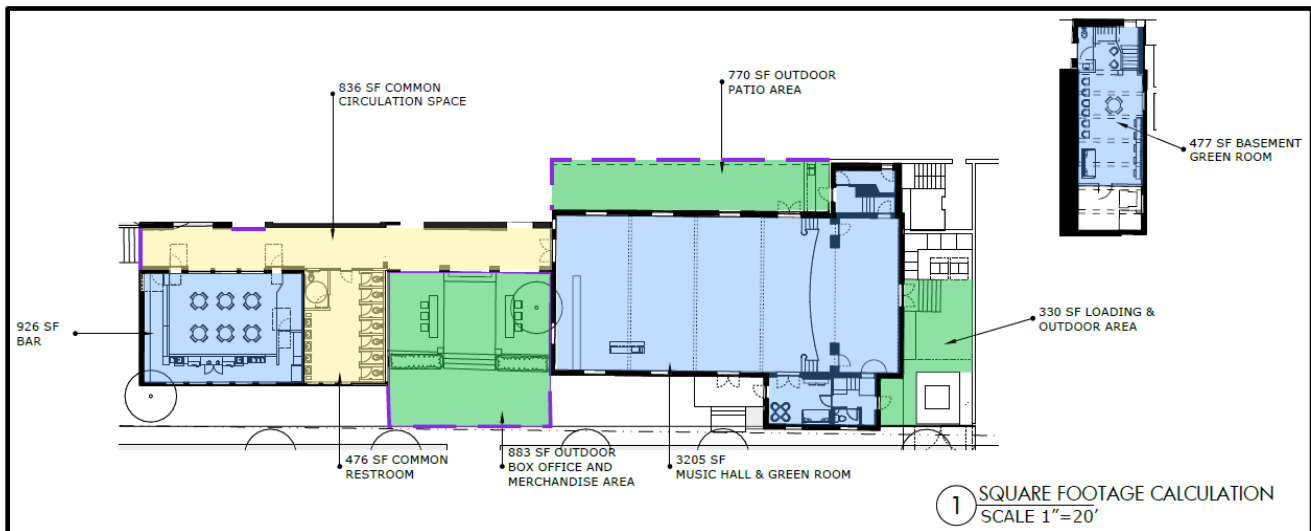 836 SF COMMON
CIRCULATION SPACE
770 SF OUTDOOR
PATIO AREA
477 SF BASEMENT
GREEN ROOM
926 SF
BAR
330 SF LOADING &
OUTDOOR AREA
476 SF COMMON
RESTROOM
883 SF OUTDOOR
BOX OFFICE AND
MERCHANDISE AREA
3205 SF
MUSIC HALL & GREEN ROOM
1
SQUARE FOOTAGE CALCULATION
SCALE 1"=20'